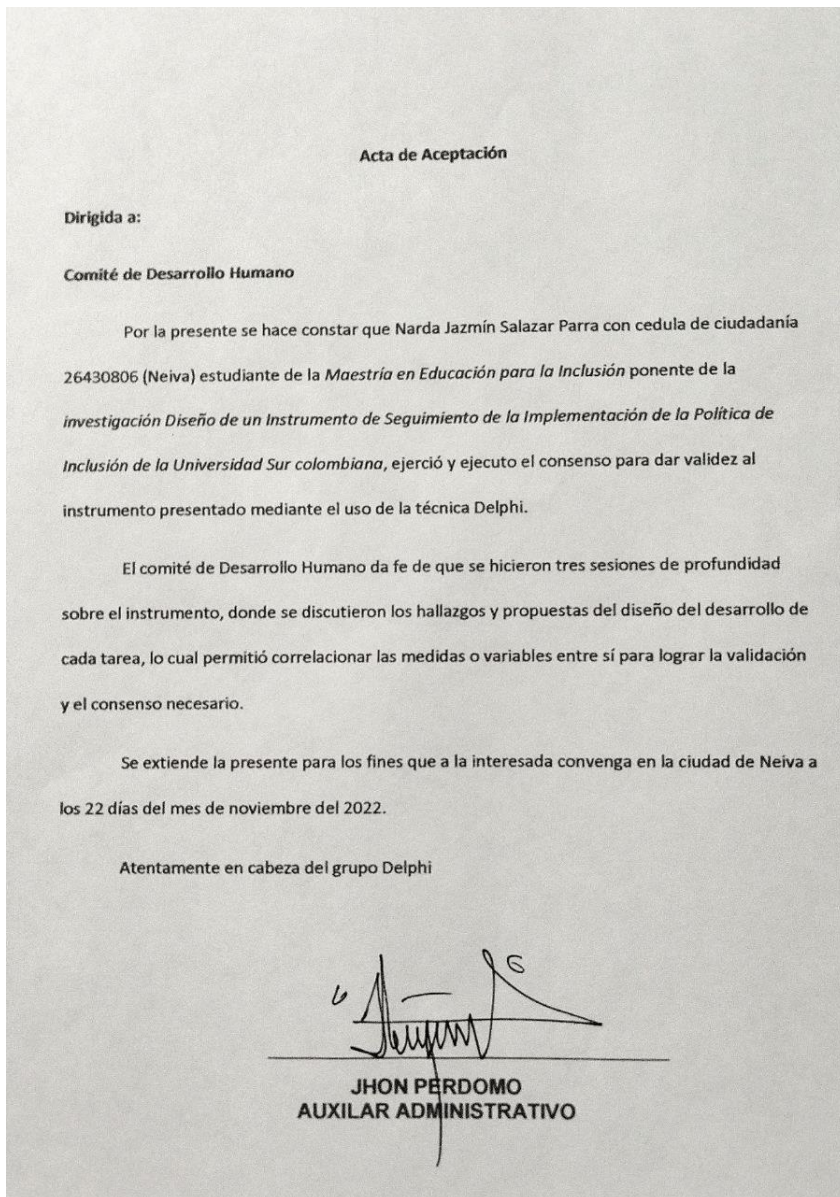 Acta de Aceptación
Dirigida a:
Comité de Desarrollo Humano
Por la presente se hace constar que Narda Jazmín Salazar Parra con cedula de ciudadanía
26430806 (Neiva) estudiante de la Maestría en Educación para la Inclusión ponente de la
investigación Diseño de un Instrumento de Seguimiento de la Implementación de la Política de
Inclusión de la Universidad Sur colombiana, ejerció y ejecuto el consenso para dar validez al
instrumento presentado mediante el uso de la técnica Delphi.
El comité de Desarrollo Humano da fe de que se hicieron tres sesiones de profundidad
sobre el instrumento, donde se discutieron los hallazgos y propuestas del diseño del desarrollo de
cada tarea, lo cual permitió correlacionar las medidas o variables entre sí para lograr la validación
y el consenso necesario.
Se extiende la presente para los fines que a la interesada convenga en la ciudad de Neiva a
los 22 días del mes de noviembre del 2022.
Atentamente en cabeza del grupo Delphi
JHON PERDOMO
AUXILAR ADMINISTRATIVO